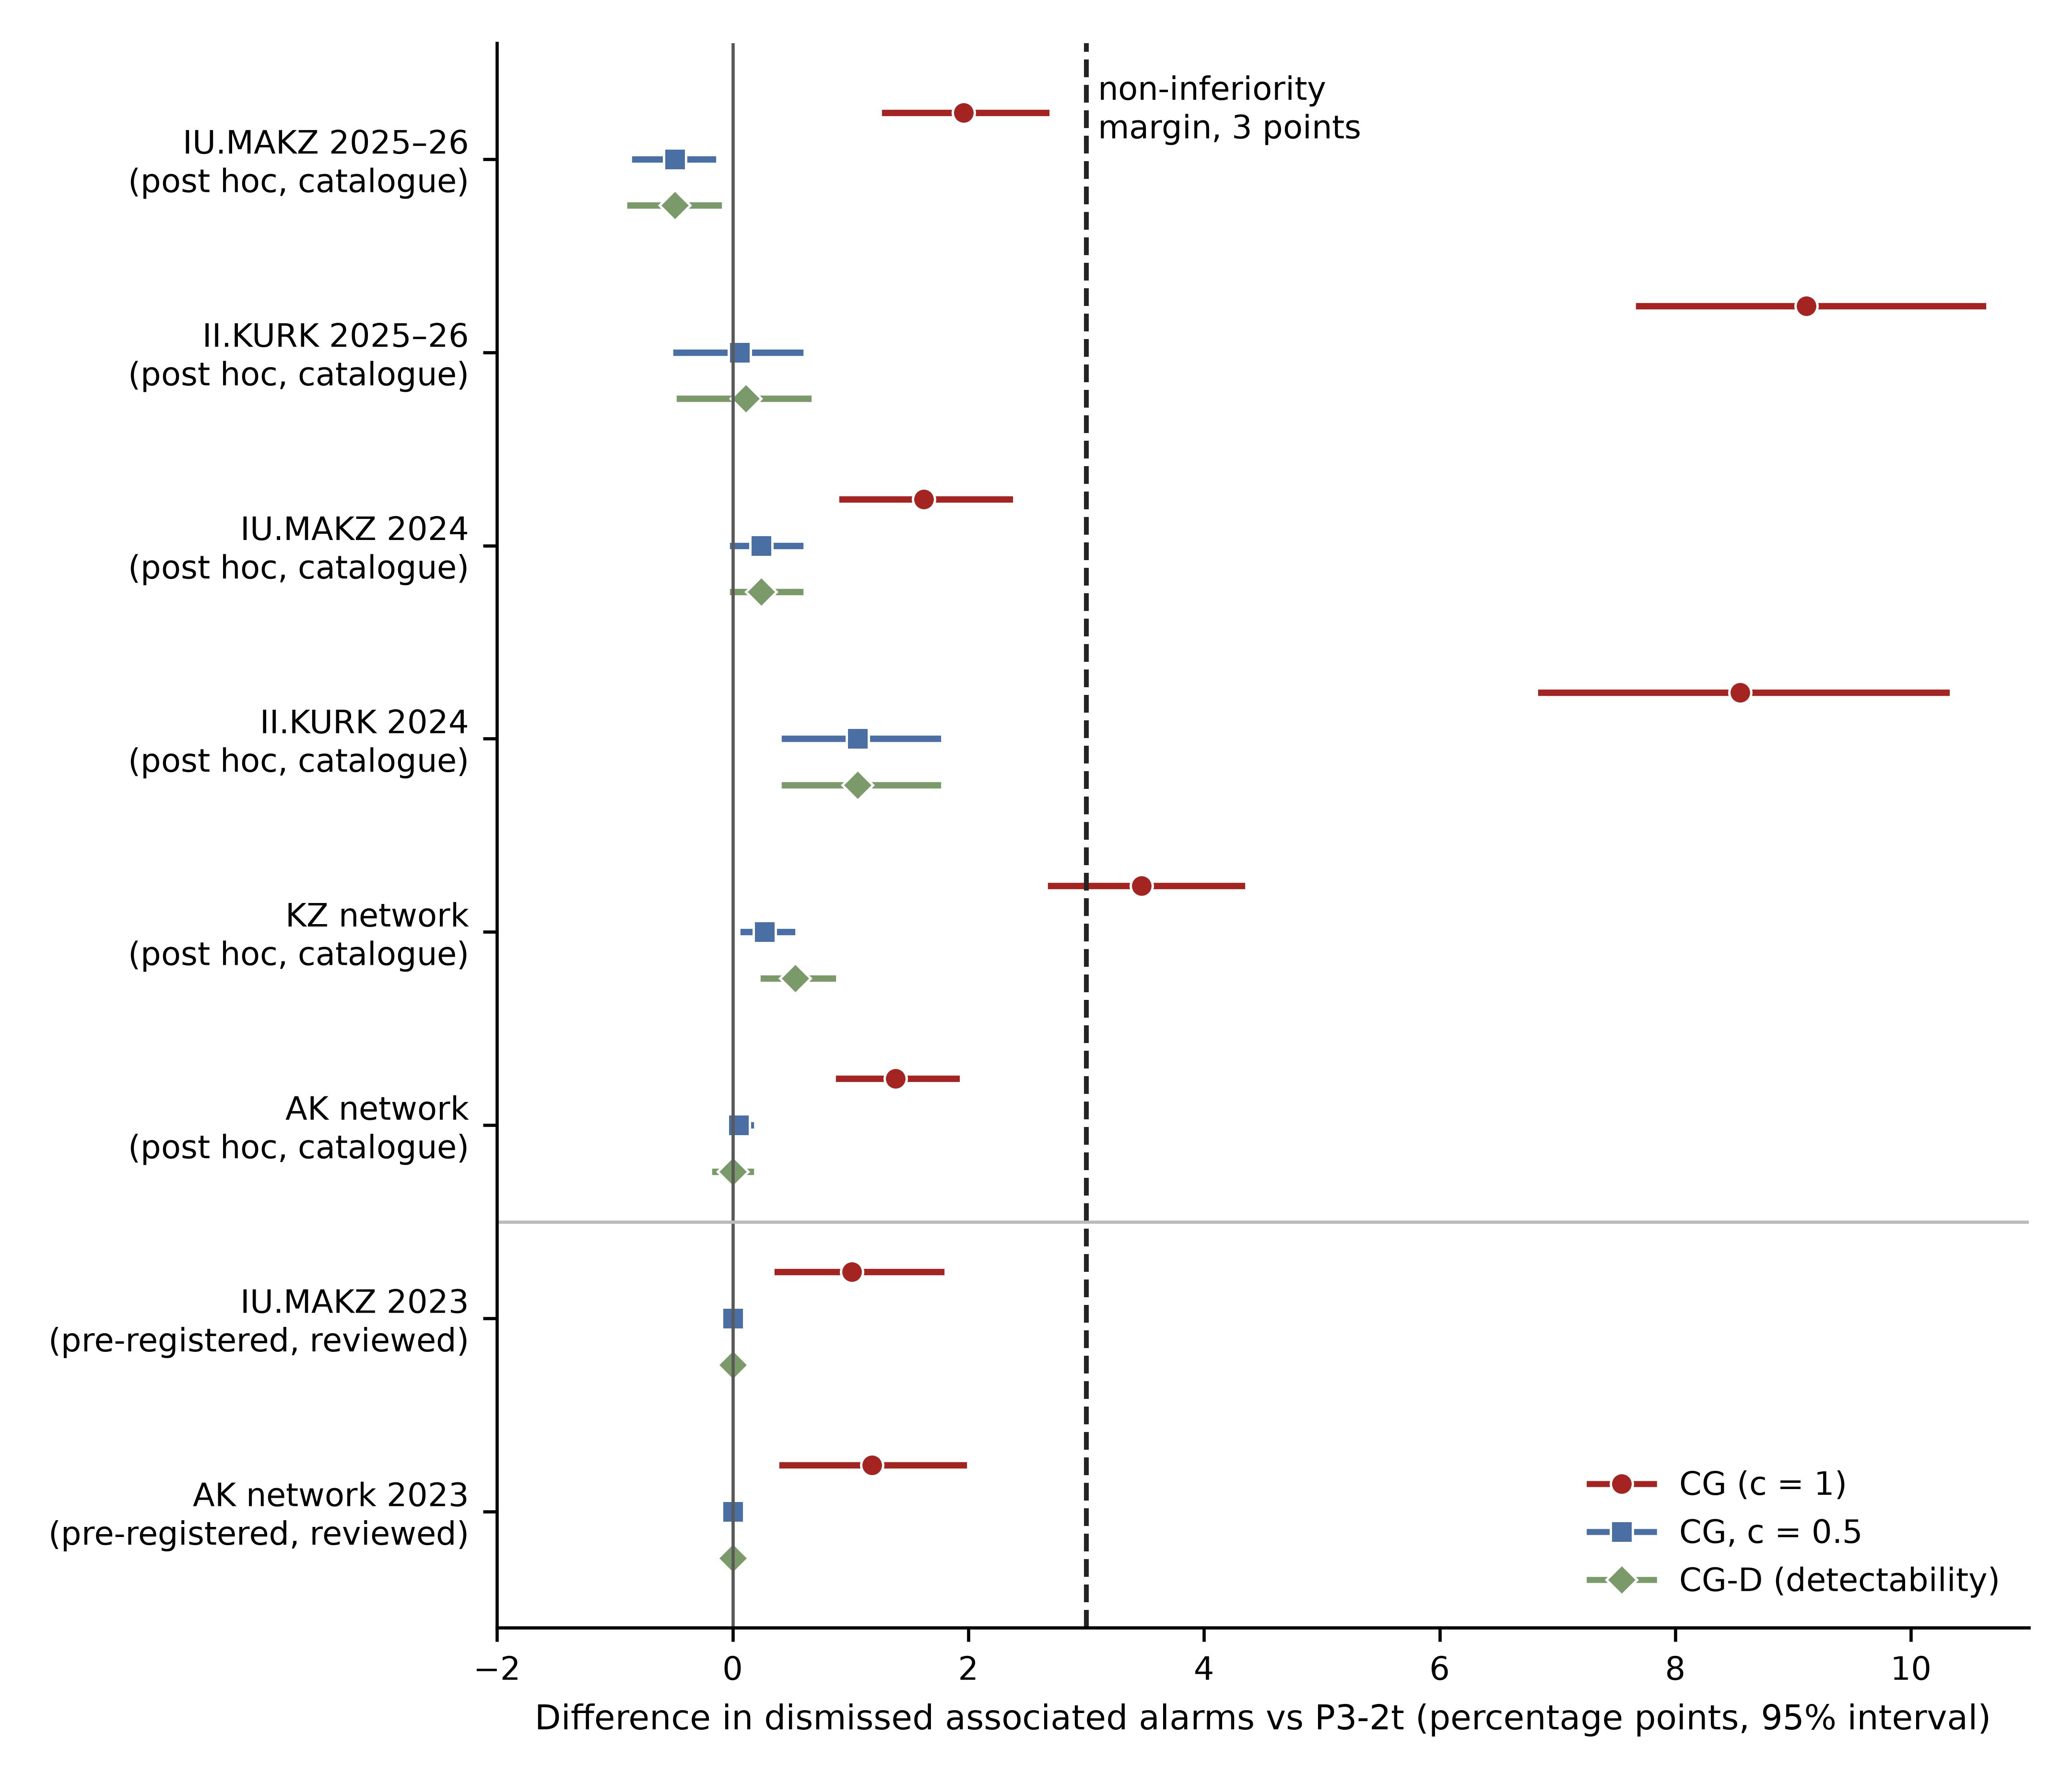 non-inferiority
margin, 3 points
IU.MAKZ 2025–26
(post hoc, catalogue)
II.KURK 2025–26
(post hoc, catalogue)
IU.MAKZ 2024
(post hoc, catalogue)
II.KURK 2024
(post hoc, catalogue)
KZ network
(post hoc, catalogue)
AK network
(post hoc, catalogue)
IU.MAKZ 2023
(pre-registered, reviewed)
AK network 2023
(pre-registered, reviewed)
CG (c = 1)
CG, c = 0.5
CG-D (detectability)
−2 0 2 4 6 8 10
Difference in dismissed associated alarms vs P3-2t (percentage points, 95% interval)